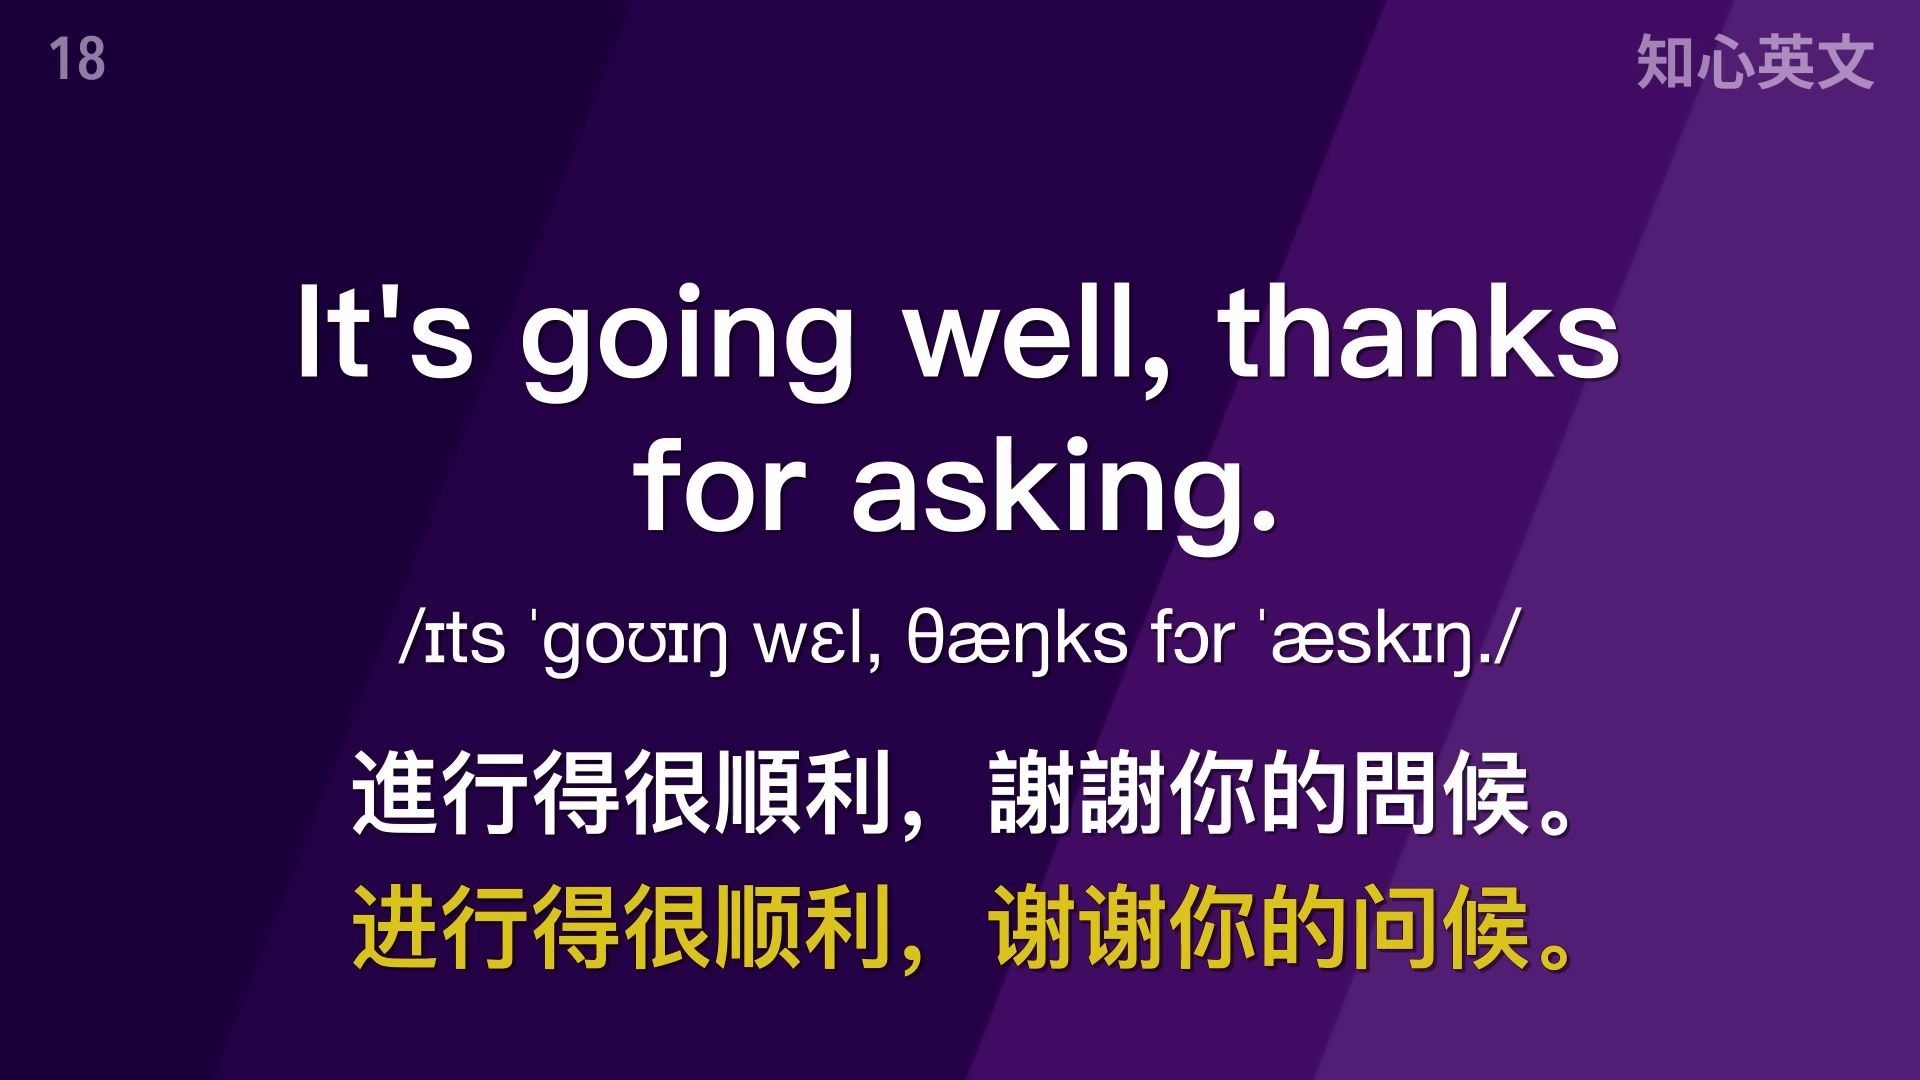 18
知心英文
It's going well, thanks
for asking.
/ɪts ˈgoʊɪŋ wɛl, θæŋks fɔr ˈæskɪŋ./
進行得很順利，謝謝你的問候。
进行得很顺利，谢谢你的问候。